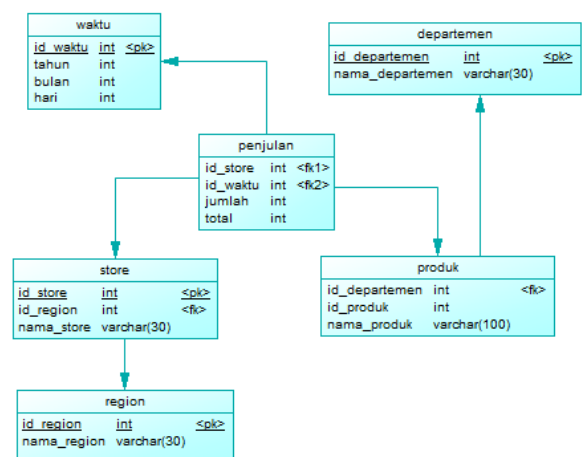 waktu
id_waktu int <pk>
tahun int
bulan int
hari int
departemen
id_departemen int <pk>
nama_departemen varchar(30)
penjulan
id_store int <fk1>
id_waktu int <fk2>
jumlah int
total int
store
id_store int <pk>
id_region int <fk>
nama_store varchar(30)
produk
id_departemen int <fk>
id_produk int
nama_produk varchar(100)
region
id_region int <pk>
nama_region varchar(30)